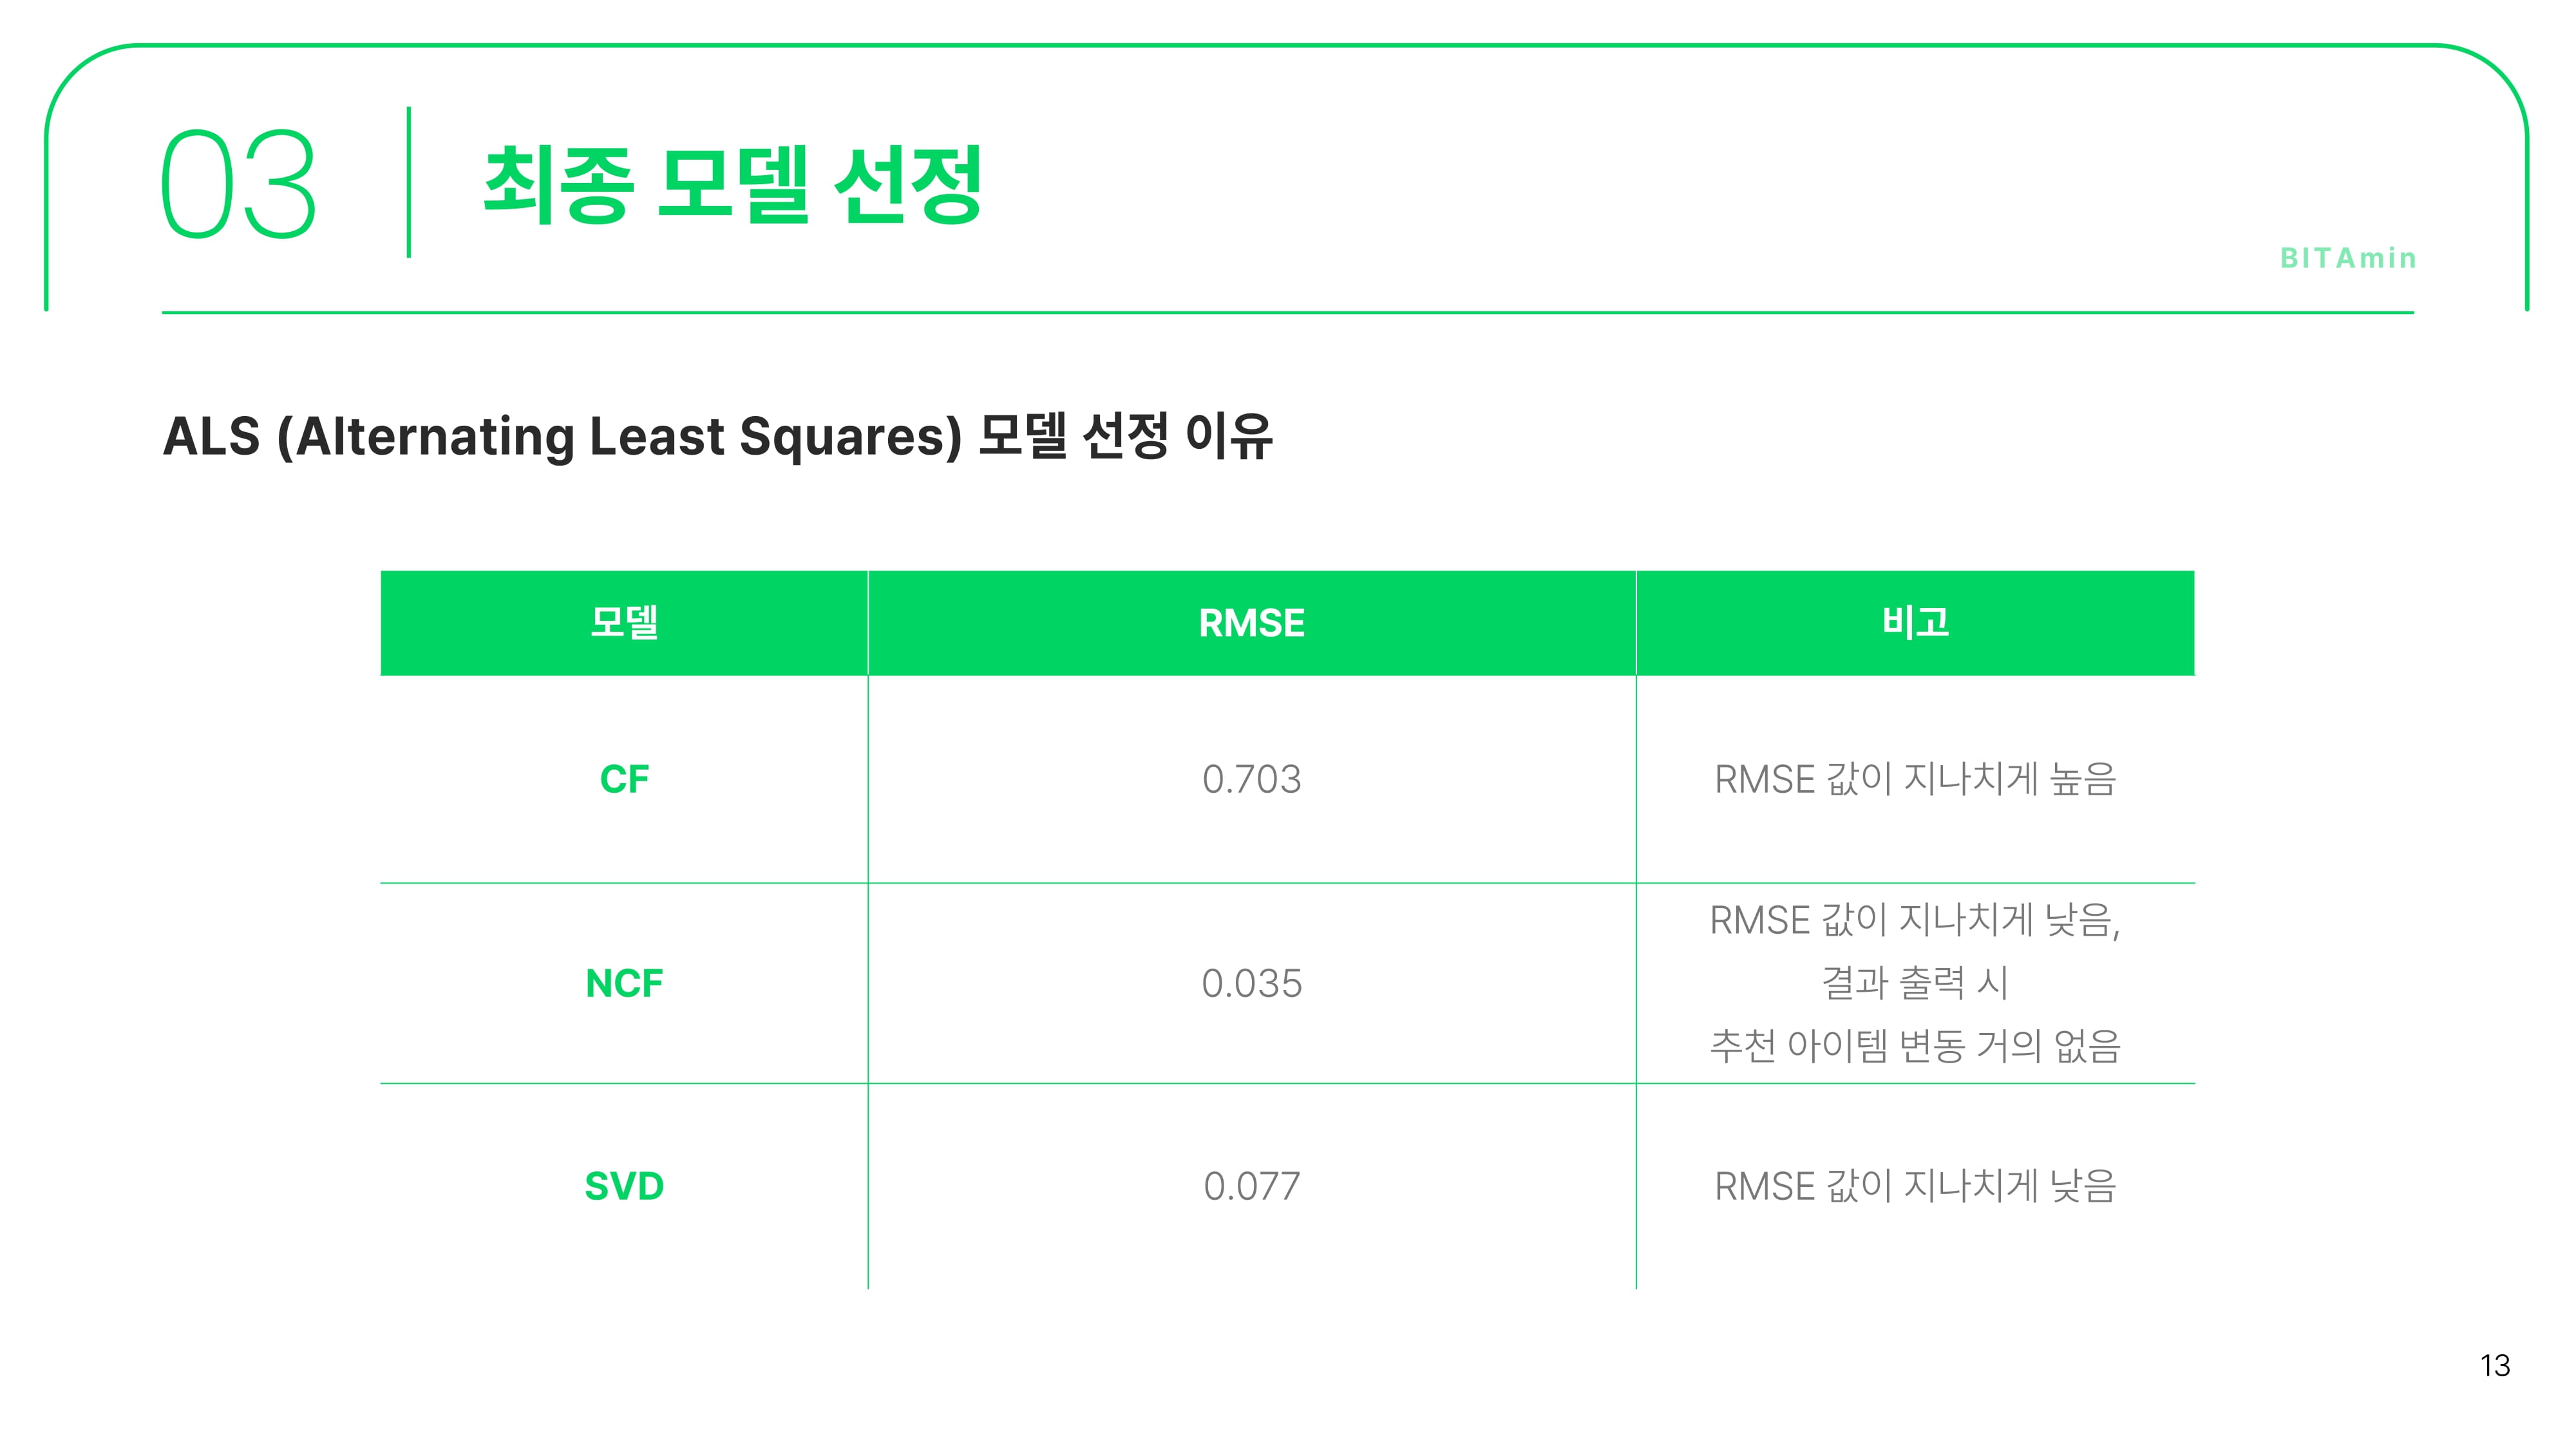 03
최종 모델 선정
BITAmin
ALS (Alternating Least Squares) 모델 선정 이유
모델 RMSE 비고
CF 0.703 RMSE 값이 지나치게 높음
NCF 0.035 RMSE 값이 지나치게 낮음,
결과 출력 시
추천 아이템 변동 거의 없음
SVD 0.077 RMSE 값이 지나치게 낮음
13